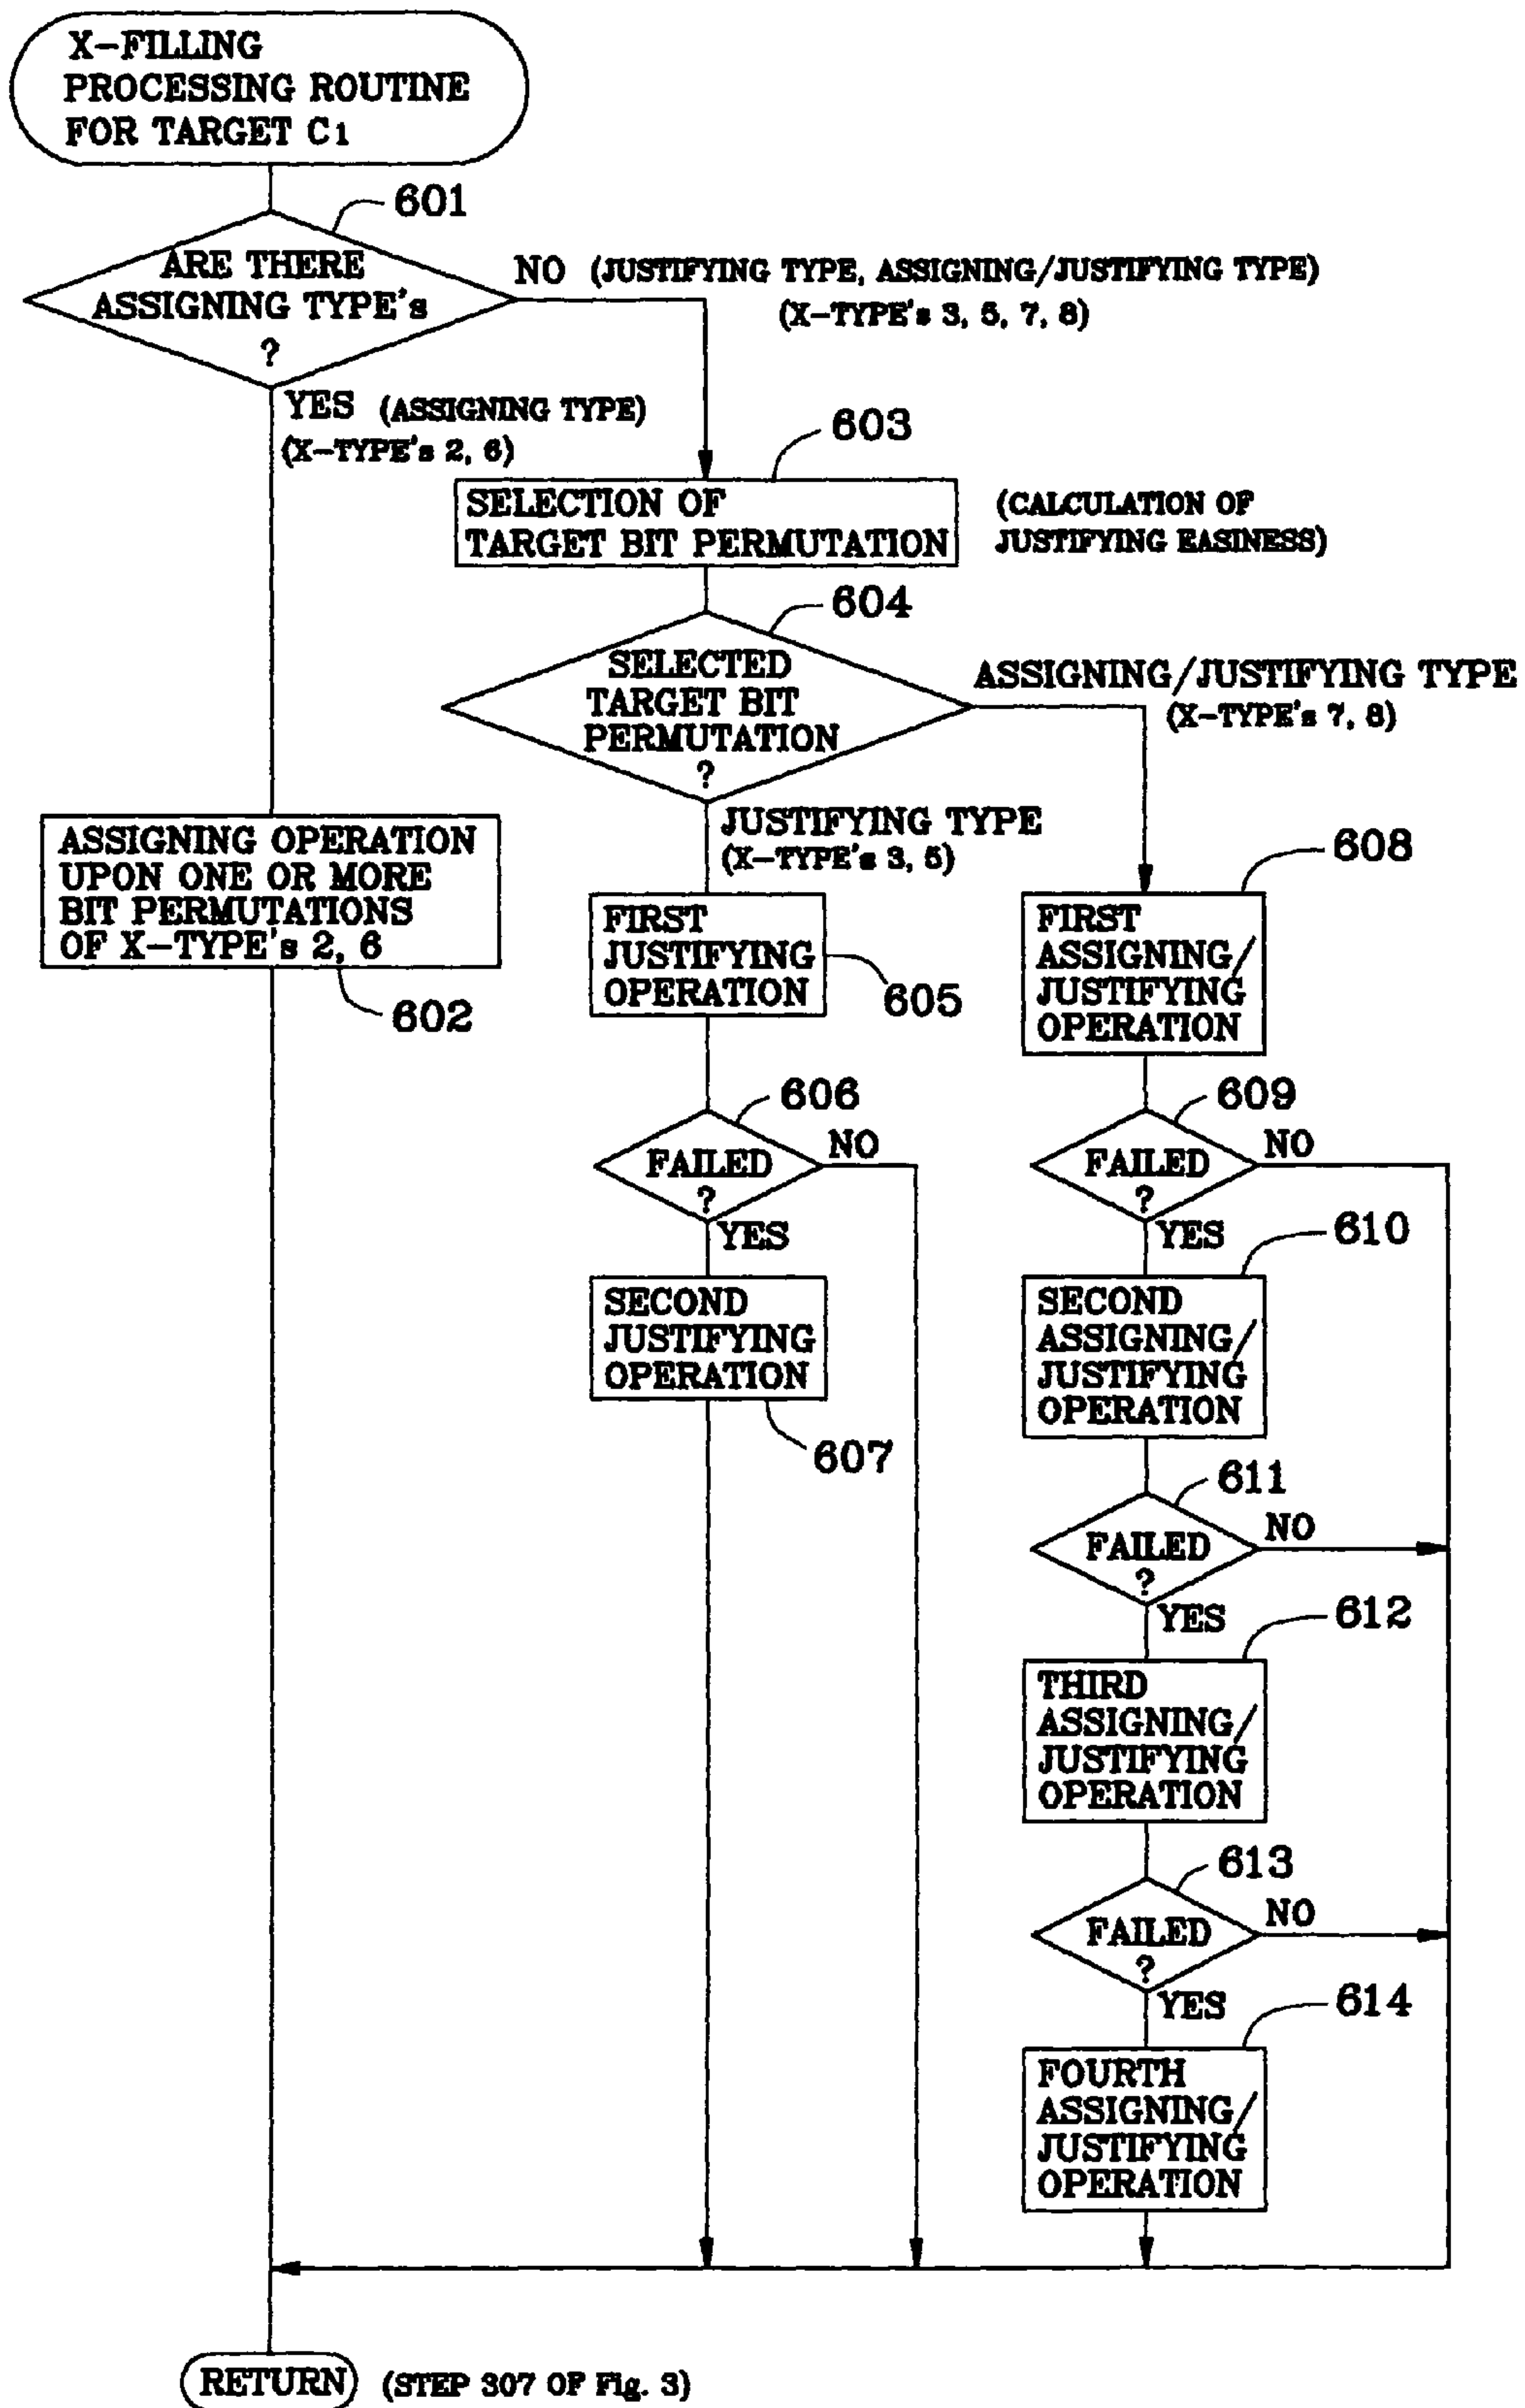 X-FILLING
PROCESSING ROUTINE
FOR TARGET C1
601
ARE THERE
ASSIGNING TYPE's
?
NO (JUSTIFYING TYPE, ASSIGNING/JUSTIFYING TYPE)
(X-TYPE's 3, 5, 7, 8)
YES (ASSIGNING TYPE)
(X-TYPE's 2, 6)
603
SELECTION OF
TARGET BIT PERMUTATION
(CALCULATION OF
JUSTIFYING EASINESS)
604
SELECTED
TARGET BIT
PERMUTATION
?
ASSIGNING/JUSTIFYING TYPE
(X-TYPE's 7, 8)
JUSTIFYING TYPE
(X-TYPE's 3, 5)
ASSIGNING OPERATION
UPON ONE OR MORE
BIT PERMUTATIONS
OF X-TYPE's 2, 6
602
FIRST
JUSTIFYING
OPERATION
605
608
FIRST
ASSIGNING/
JUSTIFYING
OPERATION
606
FAILED
?
NO
YES
609
FAILED
?
NO
YES
SECOND
JUSTIFYING
OPERATION
607
610
SECOND
ASSIGNING/
JUSTIFYING
OPERATION
611
FAILED
?
NO
YES
612
THIRD
ASSIGNING/
JUSTIFYING
OPERATION
613
FAILED
?
NO
YES
614
FOURTH
ASSIGNING/
JUSTIFYING
OPERATION
RETURN (STEP 307 OF Fig. 3)